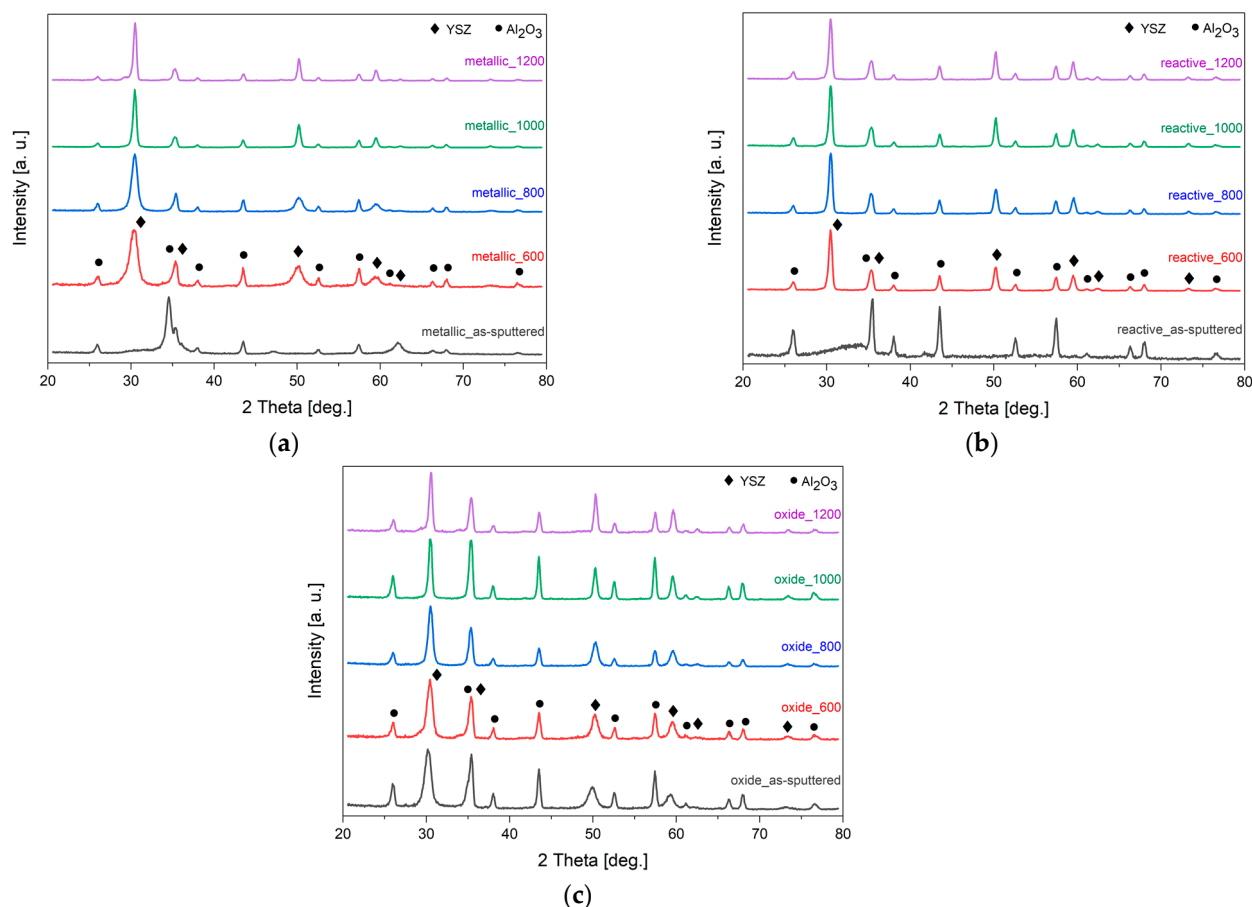 ◆ YSZ ● Al₂O₃
metallic_1200
metallic_1000
metallic_800
metallic_600
metallic_as-sputtered
Intensity [a. u.]
20 30 40 50 60 70 80
2 Theta [deg.]
(a)
◆ YSZ ● Al₂O₃
reactive_1200
reactive_1000
reactive_800
reactive_600
reactive_as-sputtered
Intensity [a. u.]
20 30 40 50 60 70 80
2 Theta [deg.]
(b)
◆ YSZ ● Al₂O₃
oxide_1200
oxide_1000
oxide_800
oxide_600
oxide_as-sputtered
Intensity [a. u.]
20 30 40 50 60 70 80
2 Theta [deg.]
(c)